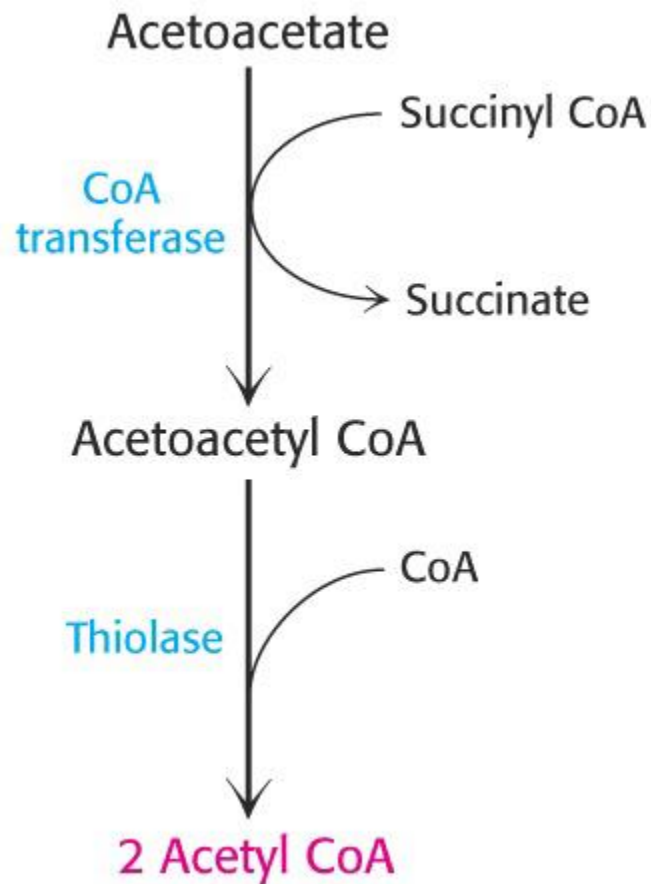 Acetoacetate
Succinyl CoA
CoA
transferase
Succinate
Acetoacetyl CoA
CoA
Thiolase
2 Acetyl CoA